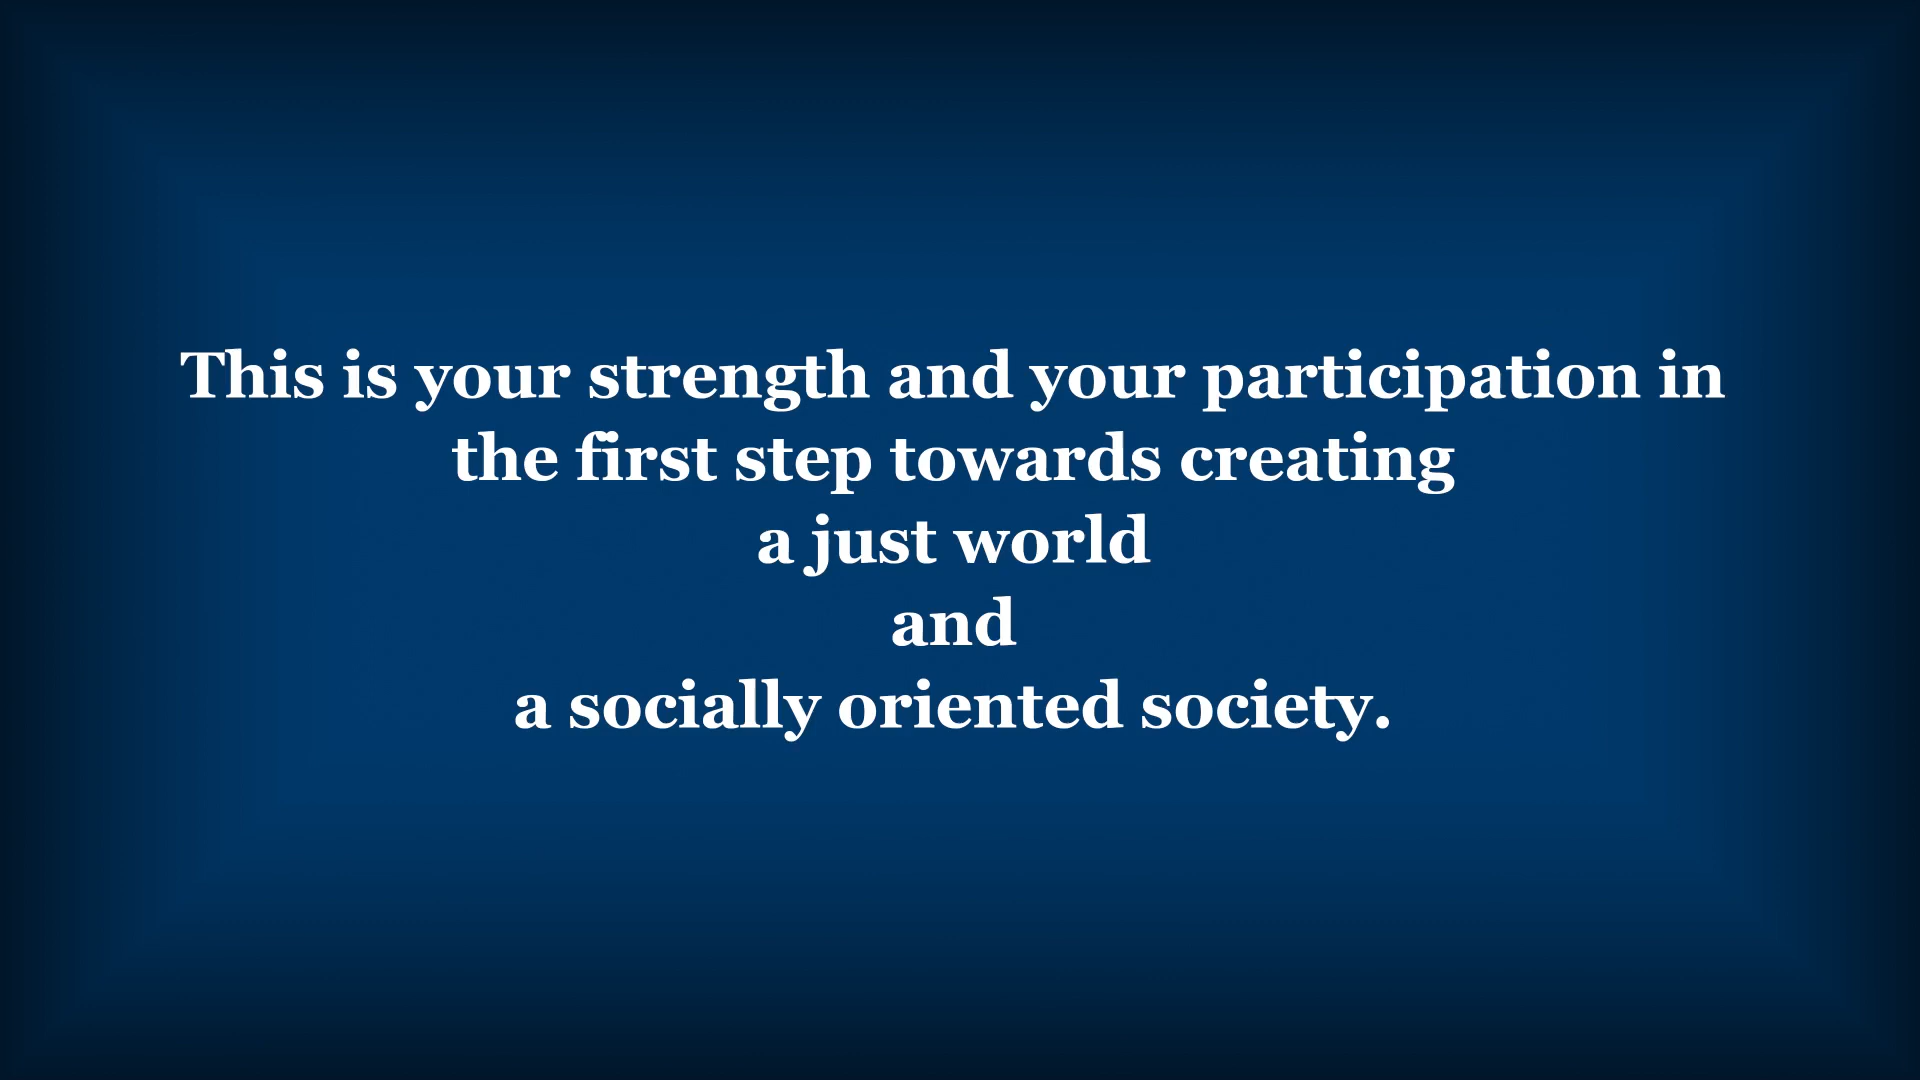 This is your strength and your participation in
the first step towards creating
a just world
and
a socially oriented society.